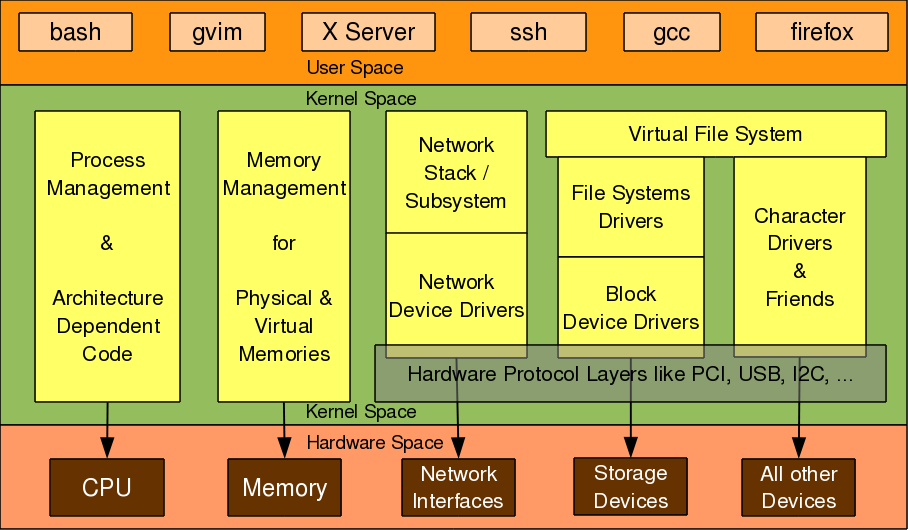 bash
gvim
X Server
ssh
gcc
firefox
User Space
Kernel Space
Process
Management
&
Architecture
Dependent
Code
Memory
Management
for
Physical &
Virtual
Memories
Network
Stack /
Subsystem
Network
Device Drivers
Virtual File System
File Systems
Drivers
Block
Device Drivers
Character
Drivers
&
Friends
Hardware Protocol Layers like PCI, USB, I2C, ...
Kernel Space
Hardware Space
CPU
Memory
Network
Interfaces
Storage
Devices
All other
Devices